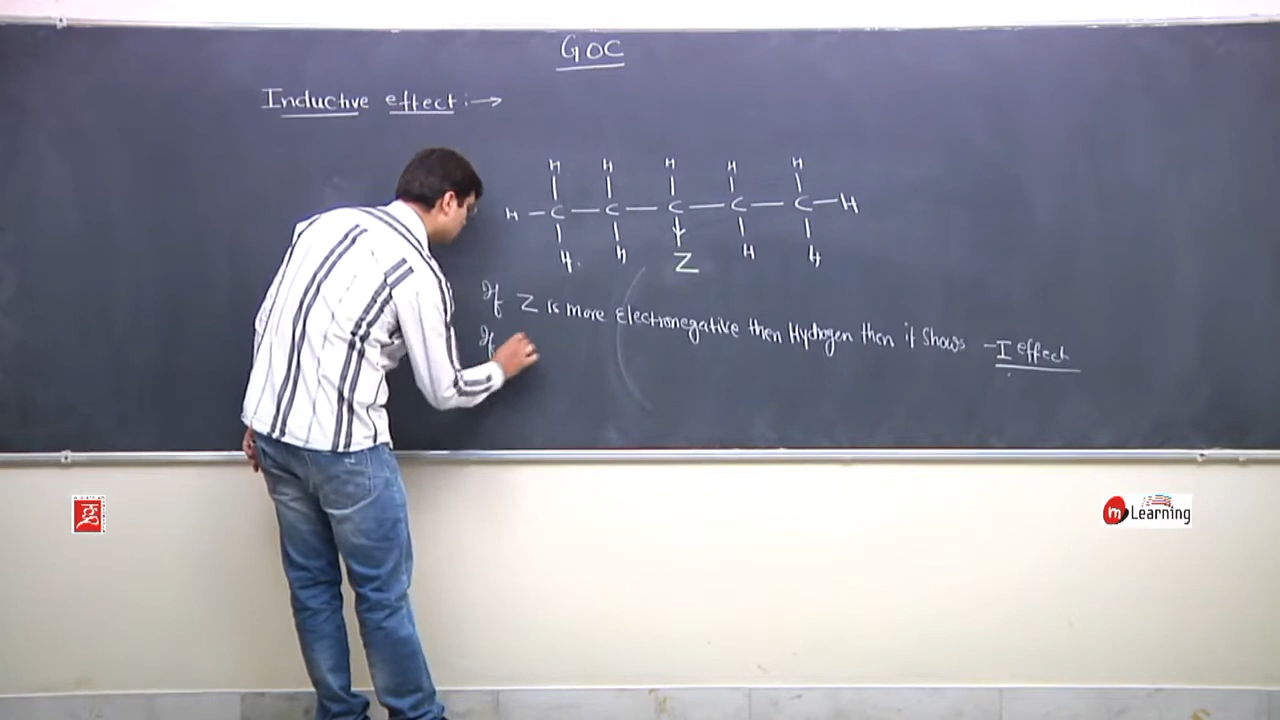 GOC
Inductive effect:→
H H H H H
H – C – C – C – C – C – H
H H Z H H
If Z is more Electronegative then Hydrogen then it shows –I effect
If
m Learning